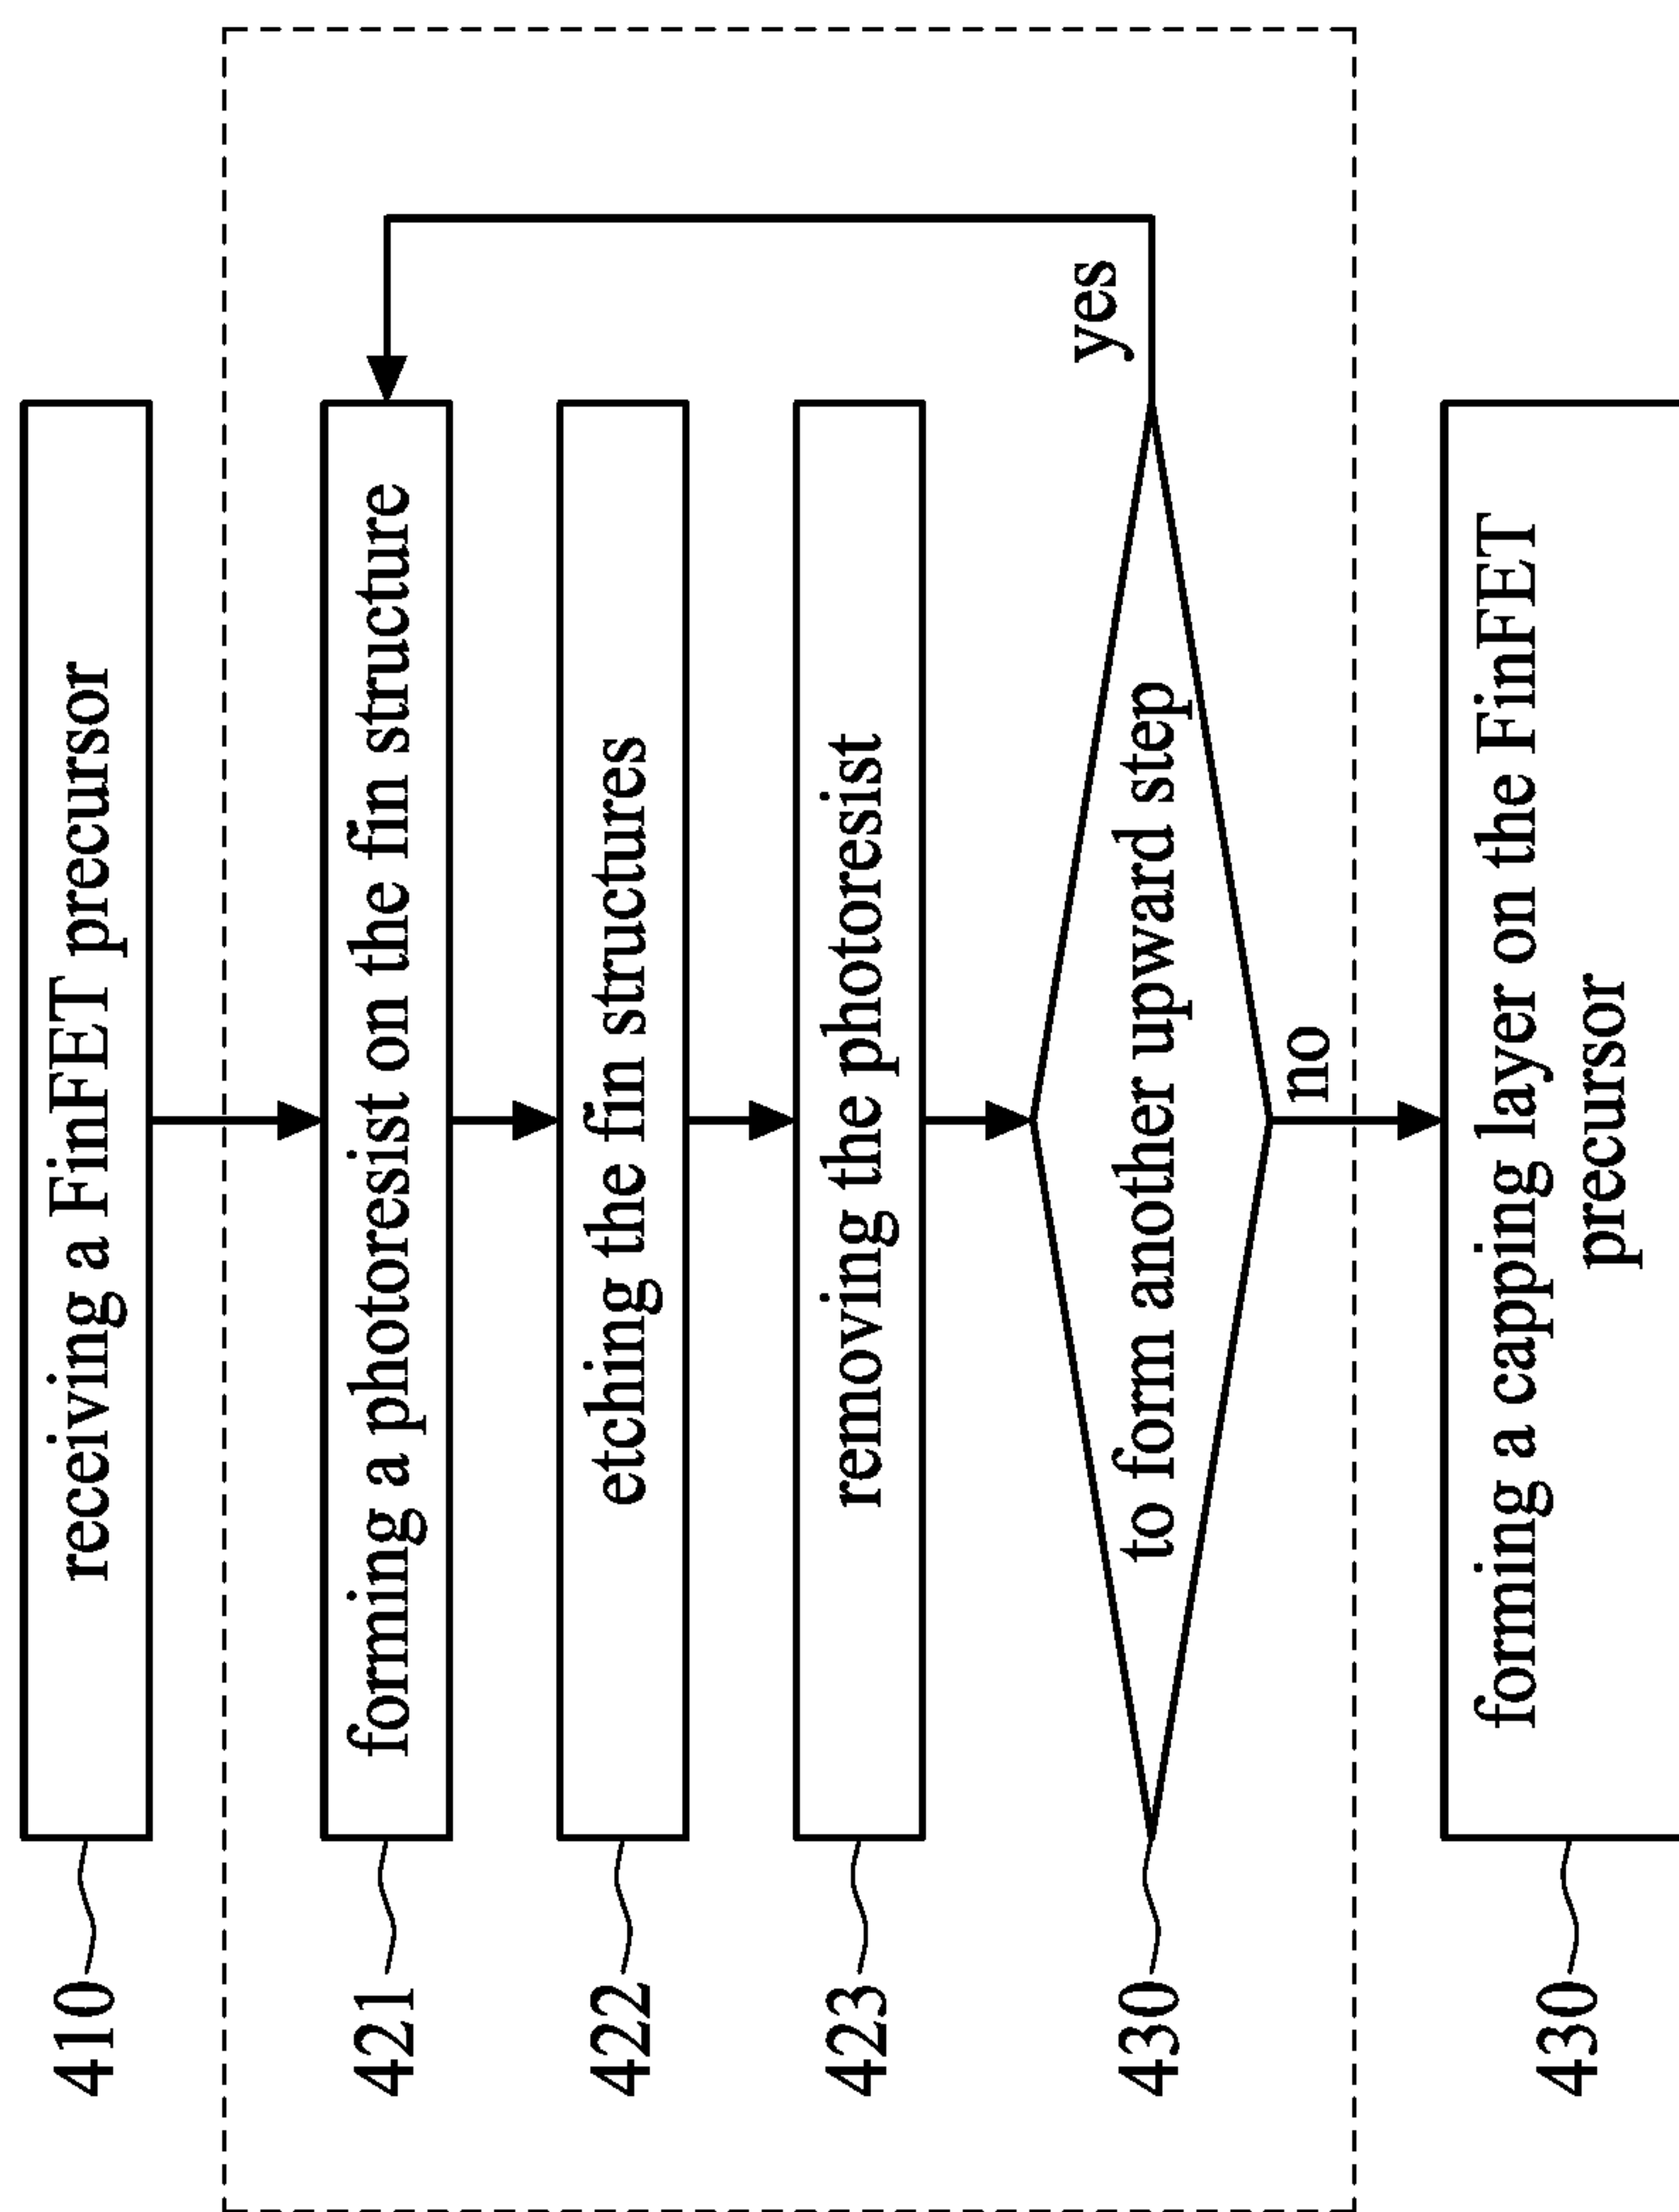 410
receiving a FinFET precursor
421
forming a photoresist on the fin structure
422
etching the fin structures
423
removing the photoresist
430
to form another upward step
yes
no
430
forming a capping layer on the FinFET
precursor